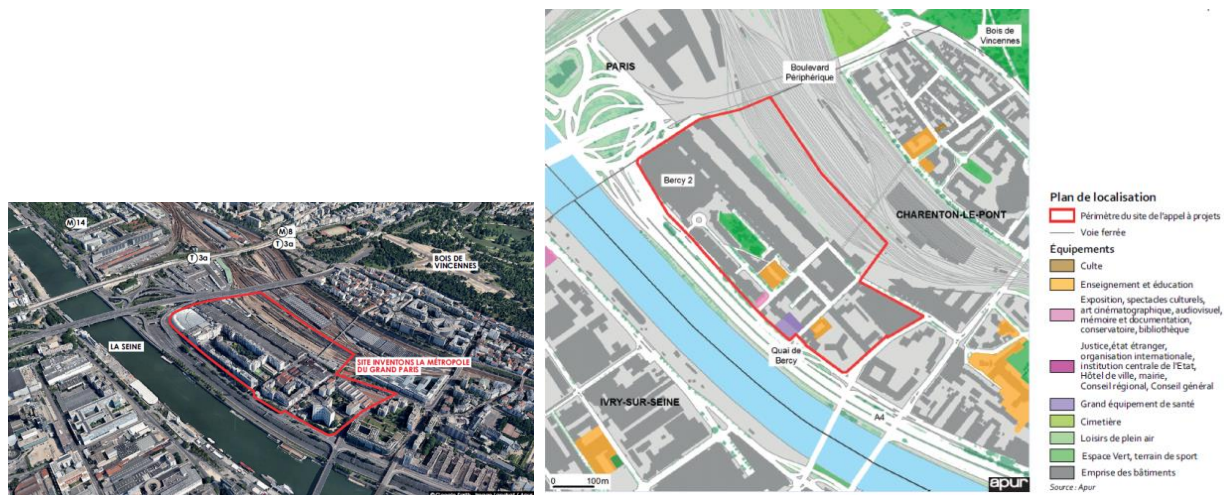 M 14
M 8
T 3a
T 3a
BOIS DE
VINCENNES
LA SEINE
SITE INVENTONS LA MÉTROPOLE
DU GRAND PARIS
PARIS
Boulevard
Périphérique
Bois de
Vincennes
Bercy 2
CHARENTON-LE-PONT
Quai de
Bercy
IVRY-SUR-SEINE
A4
0 100m
apur
Plan de localisation
Périmètre du site de l'appel à projets
Voie ferrée
Équipements
Culte
Enseignement et éducation
Exposition, spectacles culturels,
art cinématographique, audiovisuel,
mémoire et documentation,
conservatoire, bibliothèque
Justice,état étranger,
organisation internationale,
institution centrale de l'Etat,
Hôtel de ville, mairie,
Conseil régional, Conseil général
Grand équipement de santé
Cimetière
Loisirs de plein air
Espace Vert, terrain de sport
Emprise des bâtiments
Source : Apur